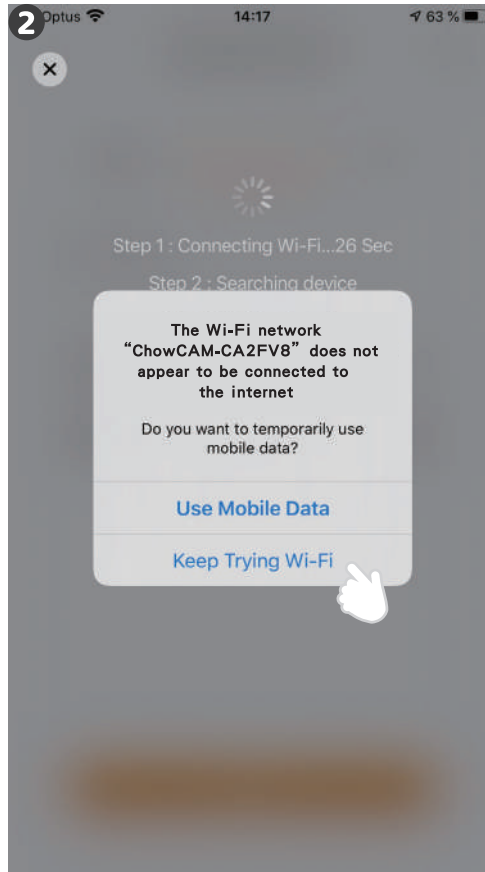 2
Optus 14:17 63 %
×
Step 1 : Connecting Wi-Fi...26 Sec
Step 2 : Searching device
The Wi-Fi network
“ChowCAM-CA2FV8” does not
appear to be connected to
the internet
Do you want to temporarily use
mobile data?
Use Mobile Data
Keep Trying Wi-Fi